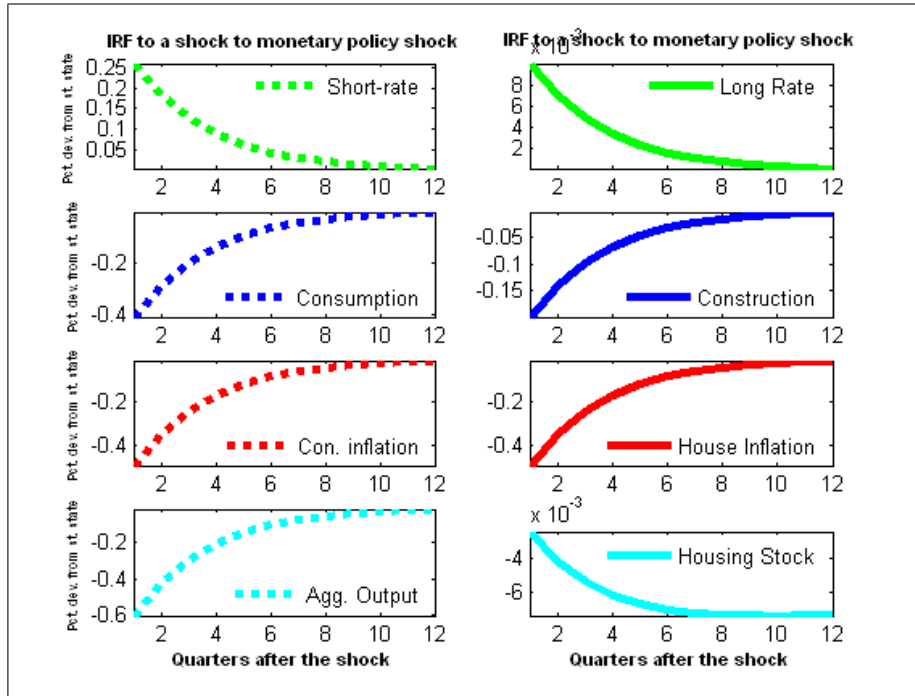 IRF to a shock to monetary policy shock
IRF to a shock to monetary policy shock
x 10^-3
Pct. dev. from st. state
0.25
0.2
0.15
0.1
0.05
Short-rate
2 4 6 8 10 12
8
6
4
2
Long Rate
2 4 6 8 10 12
Pct. dev. from st. state
-0.2
-0.4
Consumption
2 4 6 8 10 12
-0.05
-0.1
-0.15
Construction
2 4 6 8 10 12
Pct. dev. from st. state
-0.2
-0.4
Con. inflation
2 4 6 8 10 12
-0.2
-0.4
House Inflation
2 4 6 8 10 12
Pct. dev. from st. state
-0.2
-0.4
-0.6
Agg. Output
2 4 6 8 10 12
Quarters after the shock
x 10^-3
-4
-6
Housing Stock
2 4 6 8 10 12
Quarters after the shock